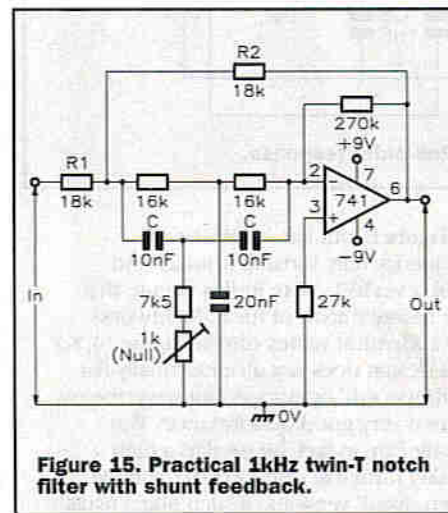 R2
18k
270k
+9V
R1
18k
16k
16k
2
7
-
741
6
+
3
4
-9V
C
10nF
C
10nF
In
7k5
20nF
27k
Out
1k
(Null)
0V
Figure 15. Practical 1kHz twin-T notch
filter with shunt feedback.